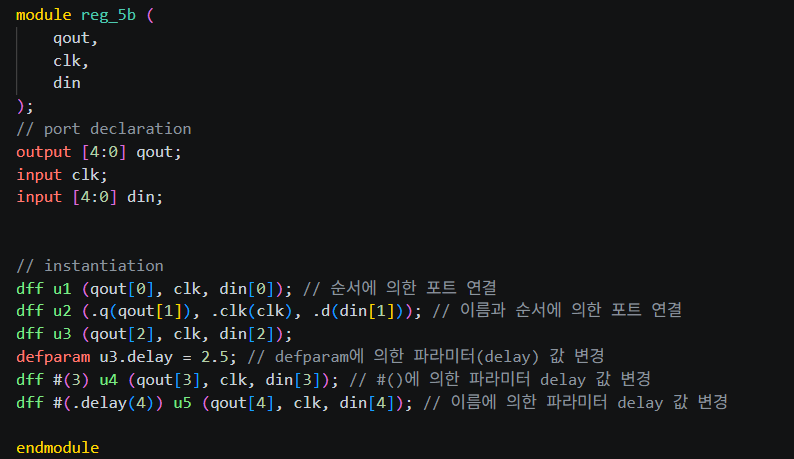 module reg_5b (
qout,
clk,
din
);
// port declaration
output [4:0] qout;
input clk;
input [4:0] din;
// instantiation
dff u1 (qout[0], clk, din[0]); // 순서에 의한 포트 연결
dff u2 (.q(qout[1]), .clk(clk), .d(din[1])); // 이름과 순서에 의한 포트 연결
dff u3 (qout[2], clk, din[2]);
defparam u3.delay = 2.5; // defparam에 의한 파라미터(delay) 값 변경
dff #(3) u4 (qout[3], clk, din[3]); // #()에 의한 파라미터 delay 값 변경
dff #(.delay(4)) u5 (qout[4], clk, din[4]); // 이름에 의한 파라미터 delay 값 변경
endmodule